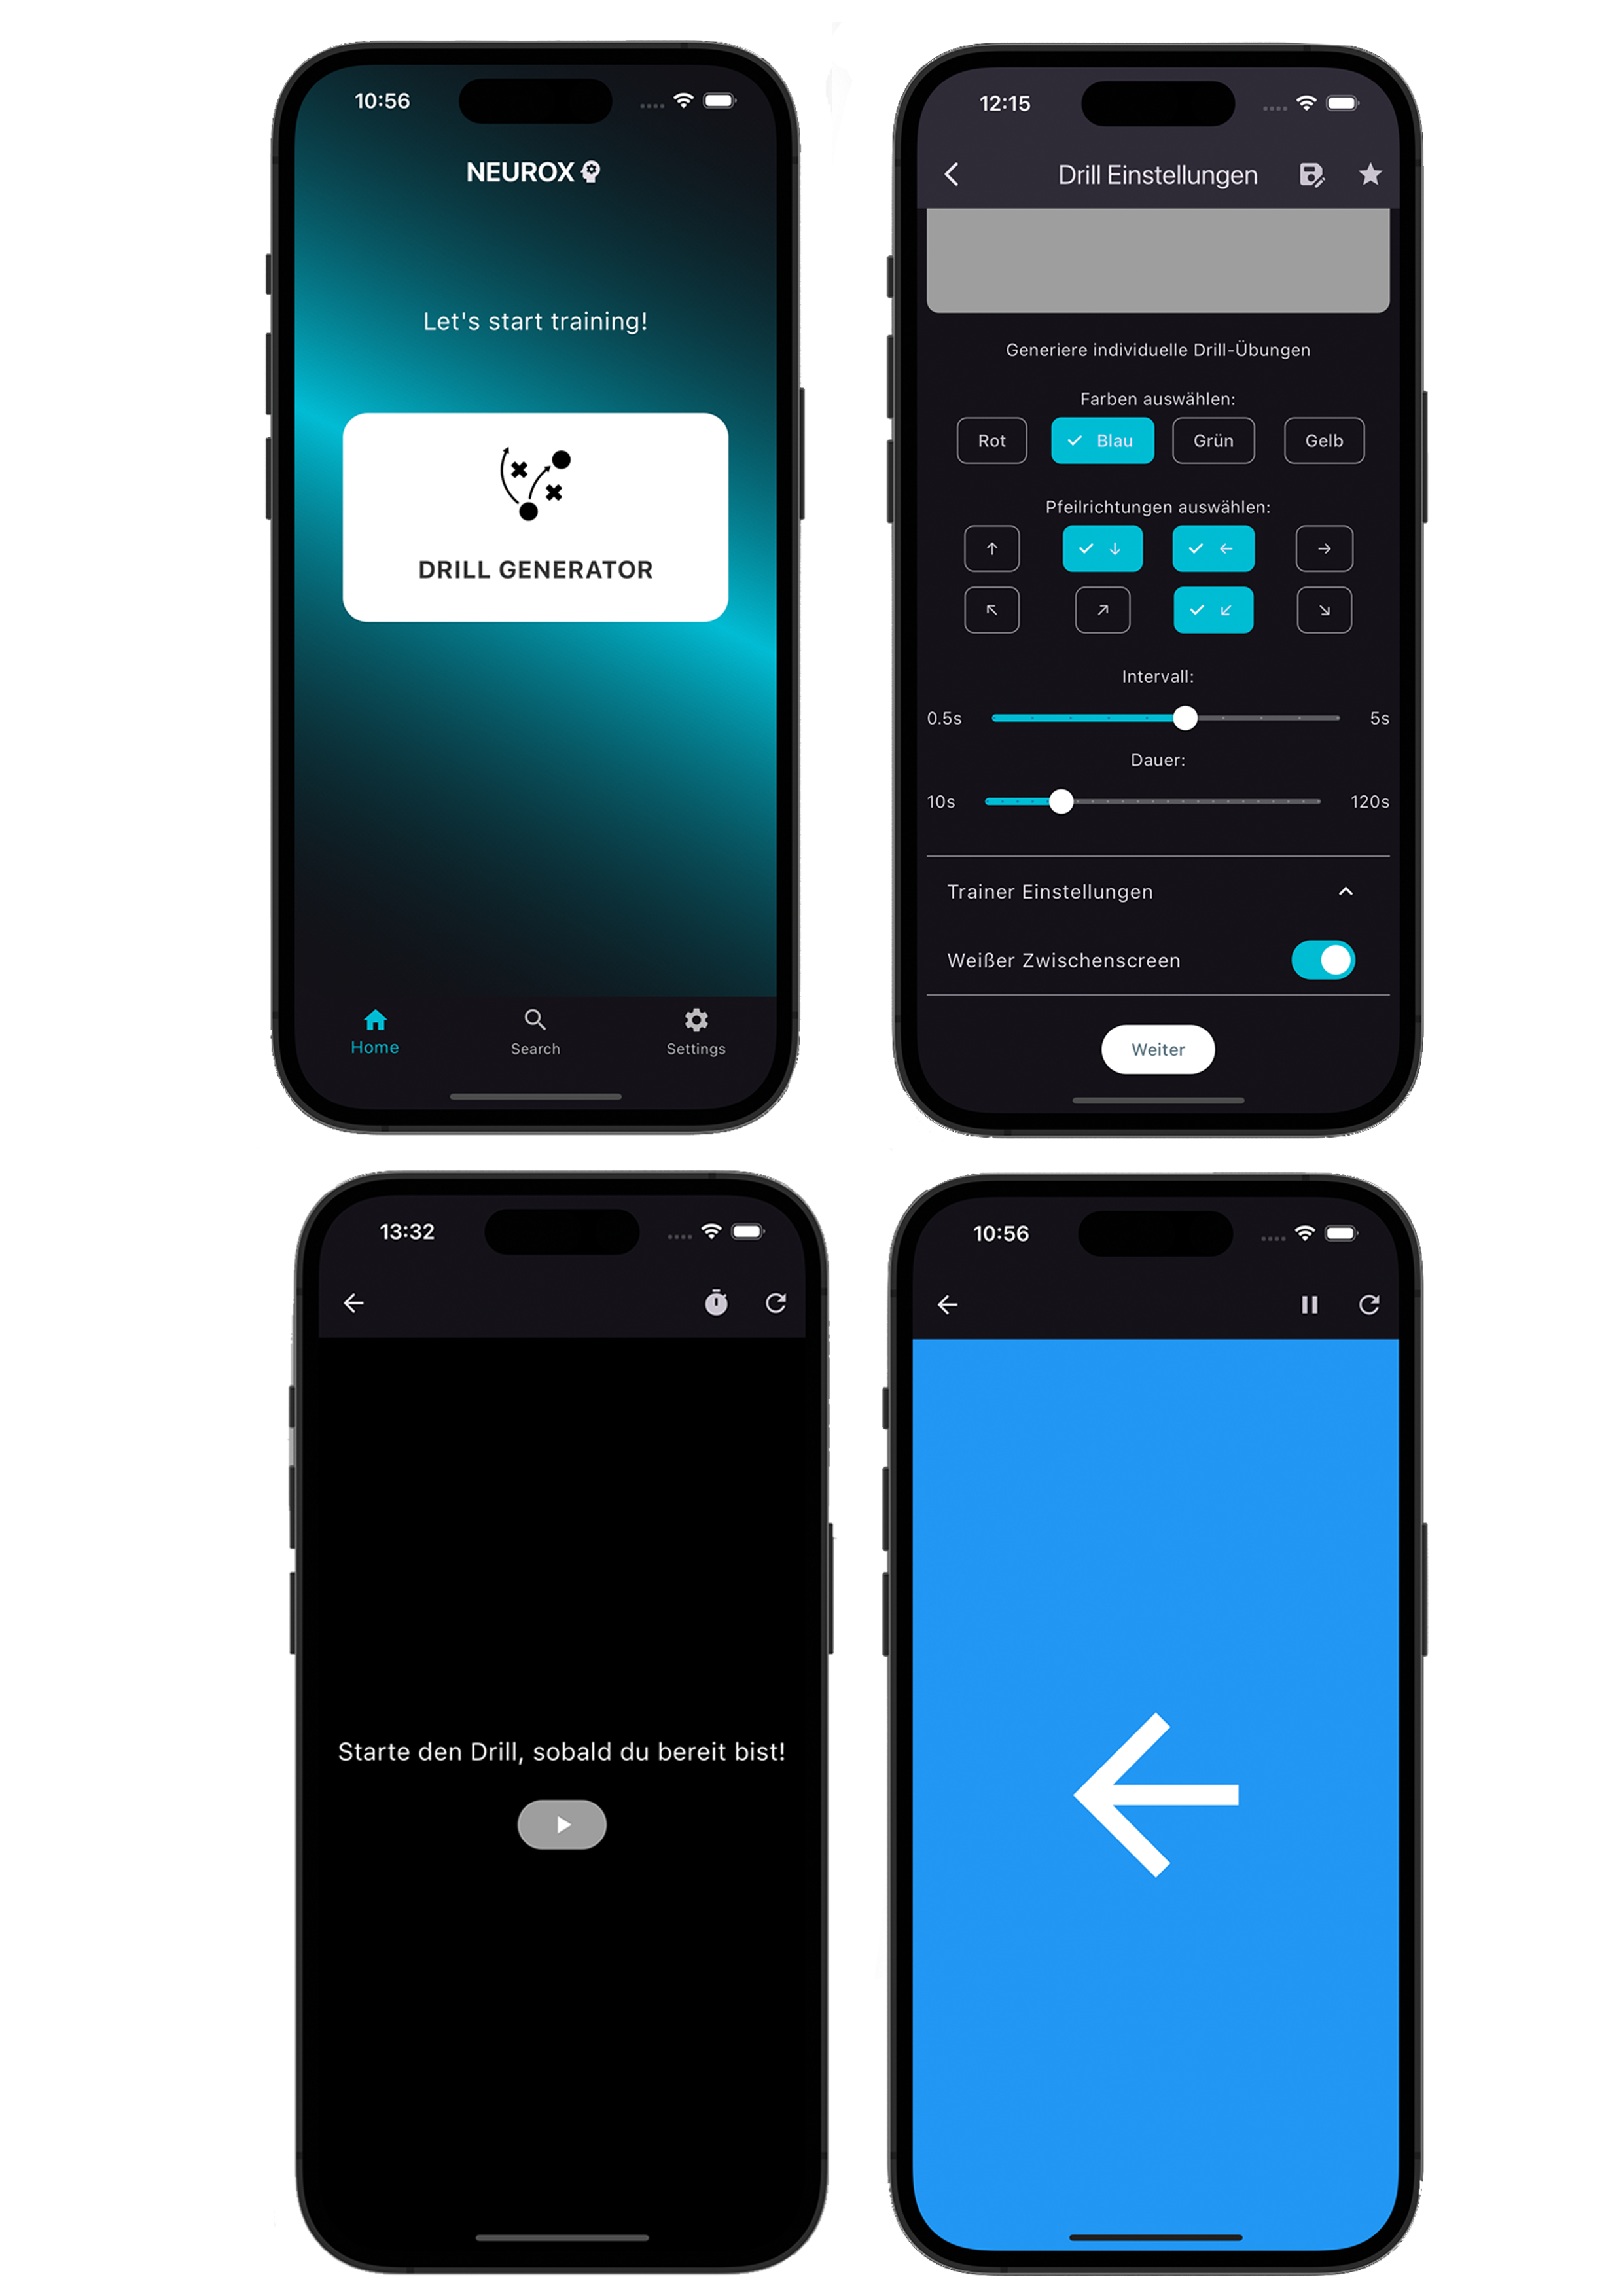 10:56
NEUROX
Let's start training!
DRILL GENERATOR
Home
Search
Settings
12:15
Drill Einstellungen
Generiere individuelle Drill-Übungen
Farben auswählen:
Rot Blau Grün Gelb
Pfeilrichtungen auswählen:
↑ ↓ ← →
↖ ↗ ↙ ↘
Intervall:
0.5s 5s
Dauer:
10s 120s
Trainer Einstellungen
Weißer Zwischenscreen
Weiter
13:32
Starte den Drill, sobald du bereit bist!
10:56